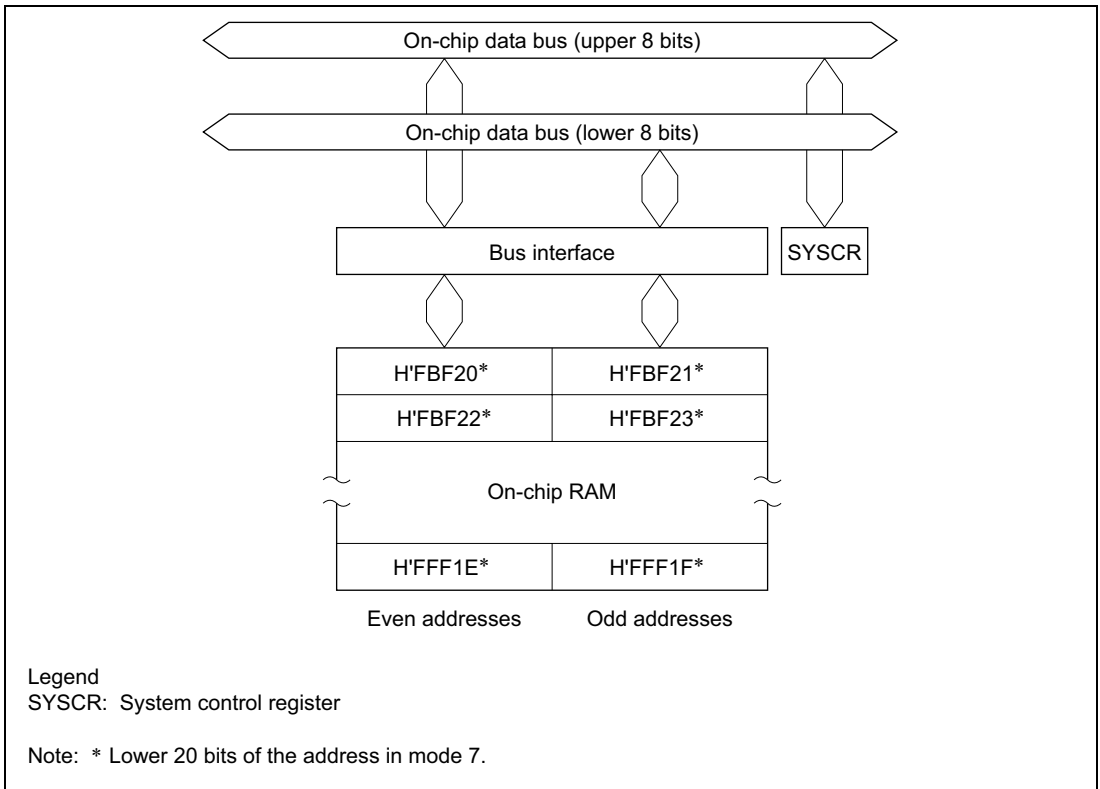 On-chip data bus (upper 8 bits)
On-chip data bus (lower 8 bits)
Bus interface
SYSCR
H'FBF20*
H'FBF21*
H'FBF22*
H'FBF23*
On-chip RAM
H'FFF1E*
H'FFF1F*
Even addresses
Odd addresses
Legend
SYSCR: System control register
Note: * Lower 20 bits of the address in mode 7.